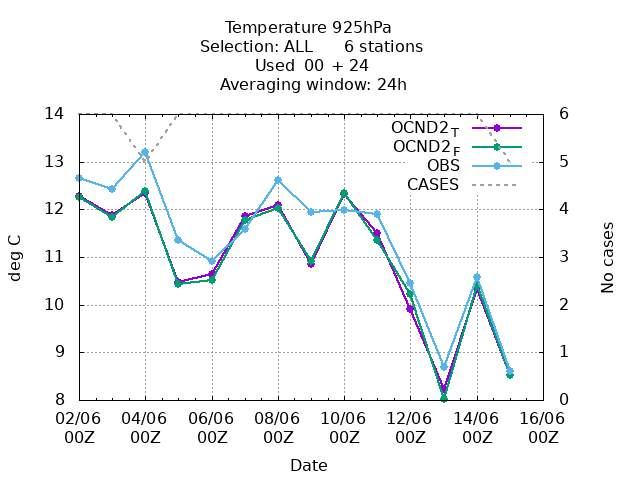 Temperature 925hPa
Selection: ALL 6 stations
Used 00 + 24
Averaging window: 24h
14 6
OCND2T
13 OCND2F 5
OBS
CASES
12 4
deg C
11 3
No cases
10 2
9 1
8 0
02/06 04/06 06/06 08/06 10/06 12/06 14/06 16/06
00Z 00Z 00Z 00Z 00Z 00Z 00Z 00Z
Date